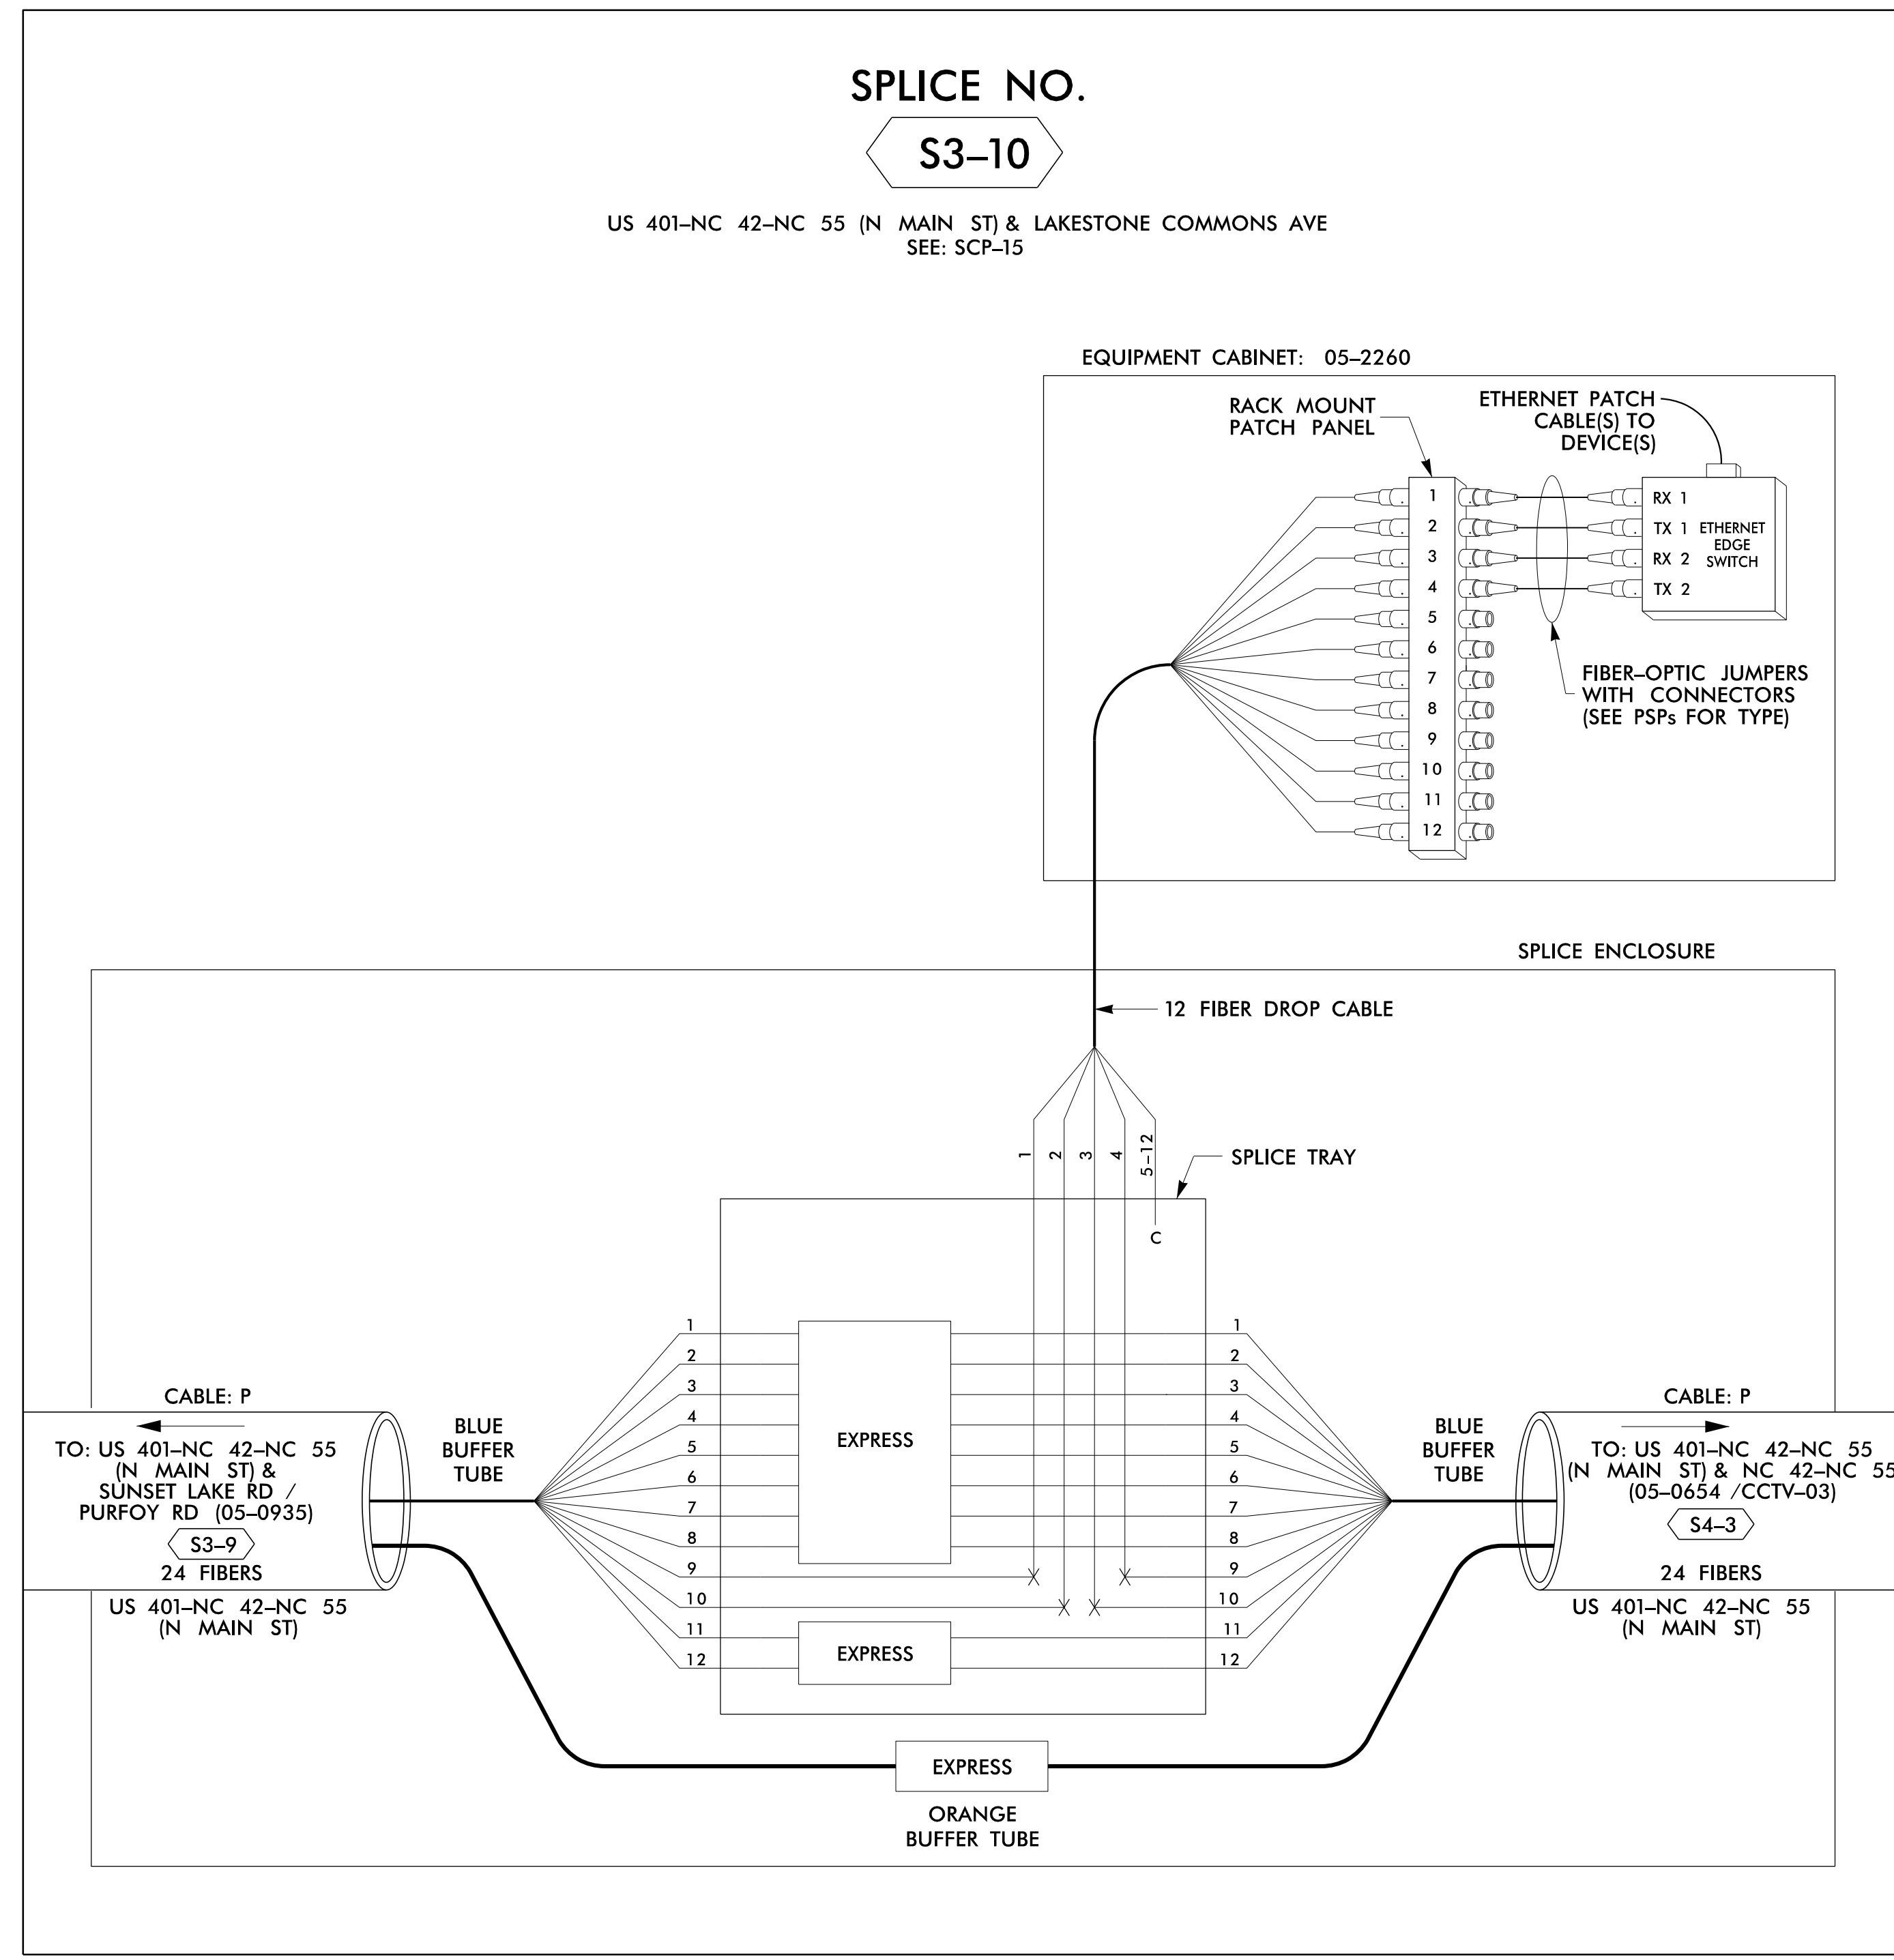 SPLICE NO.
S3–10
US 401–NC 42–NC 55 (N MAIN ST) & LAKESTONE COMMONS AVE
SEE: SCP–15
EQUIPMENT CABINET: 05–2260
RACK MOUNT
PATCH PANEL
ETHERNET PATCH
CABLE(S) TO
DEVICE(S)
1
2
3
4
5
6
7
8
9
10
11
12
RX 1
TX 1
RX 2
TX 2
ETHERNET
EDGE
SWITCH
FIBER–OPTIC JUMPERS
WITH CONNECTORS
(SEE PSPs FOR TYPE)
SPLICE ENCLOSURE
12 FIBER DROP CABLE
1
2
3
4
5–12
SPLICE TRAY
C
CABLE: P
TO: US 401–NC 42–NC 55
(N MAIN ST) &
SUNSET LAKE RD /
PURFOY RD (05–0935)
S3–9
24 FIBERS
US 401–NC 42–NC 55
(N MAIN ST)
BLUE
BUFFER
TUBE
1
2
3
4
5
6
7
8
9
10
11
12
EXPRESS
EXPRESS
1
2
3
4
5
6
7
8
9
10
11
12
BLUE
BUFFER
TUBE
CABLE: P
TO: US 401–NC 42–NC 55
(N MAIN ST) & NC 42–NC 55
(05–0654 /CCTV–03)
S4–3
24 FIBERS
US 401–NC 42–NC 55
(N MAIN ST)
EXPRESS
ORANGE
BUFFER TUBE